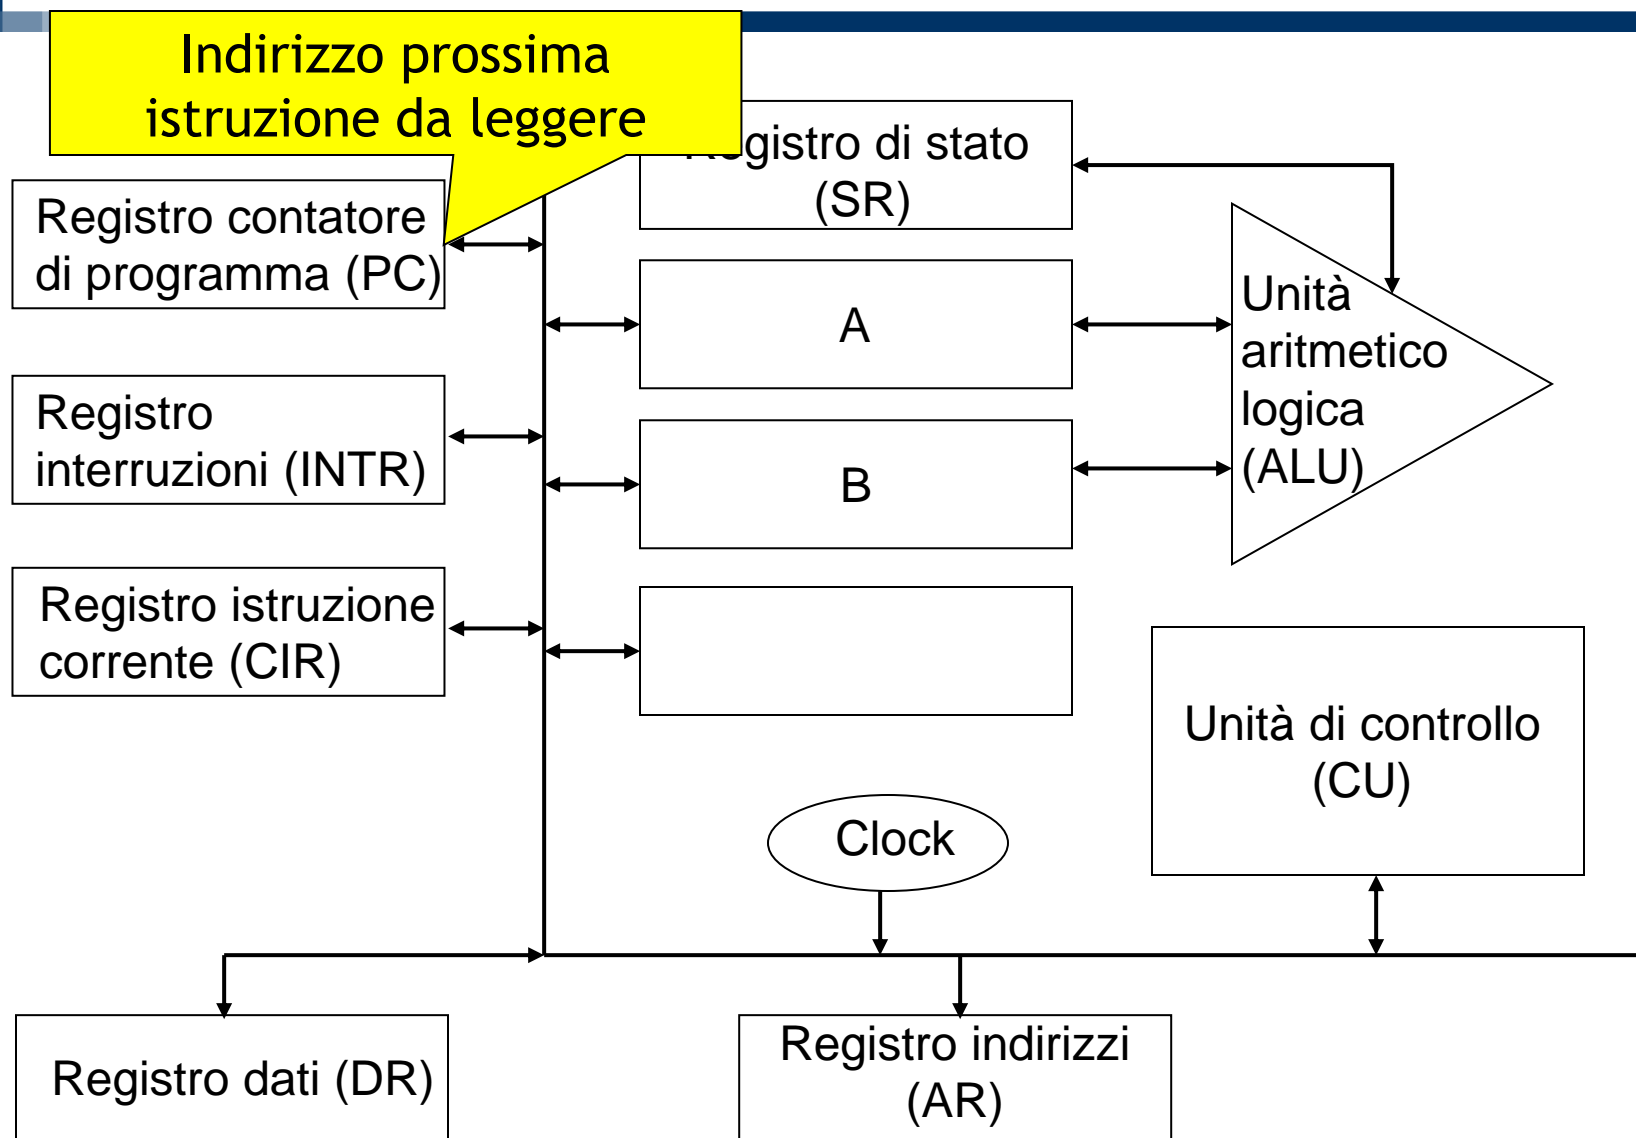 Indirizzo prossima
istruzione da leggere
gistro di stato
(SR)
Registro contatore
di programma (PC)
A
Unità
aritmetico
logica
(ALU)
Registro
interruzioni (INTR)
B
Registro istruzione
corrente (CIR)
Unità di controllo
(CU)
Clock
Registro dati (DR)
Registro indirizzi
(AR)